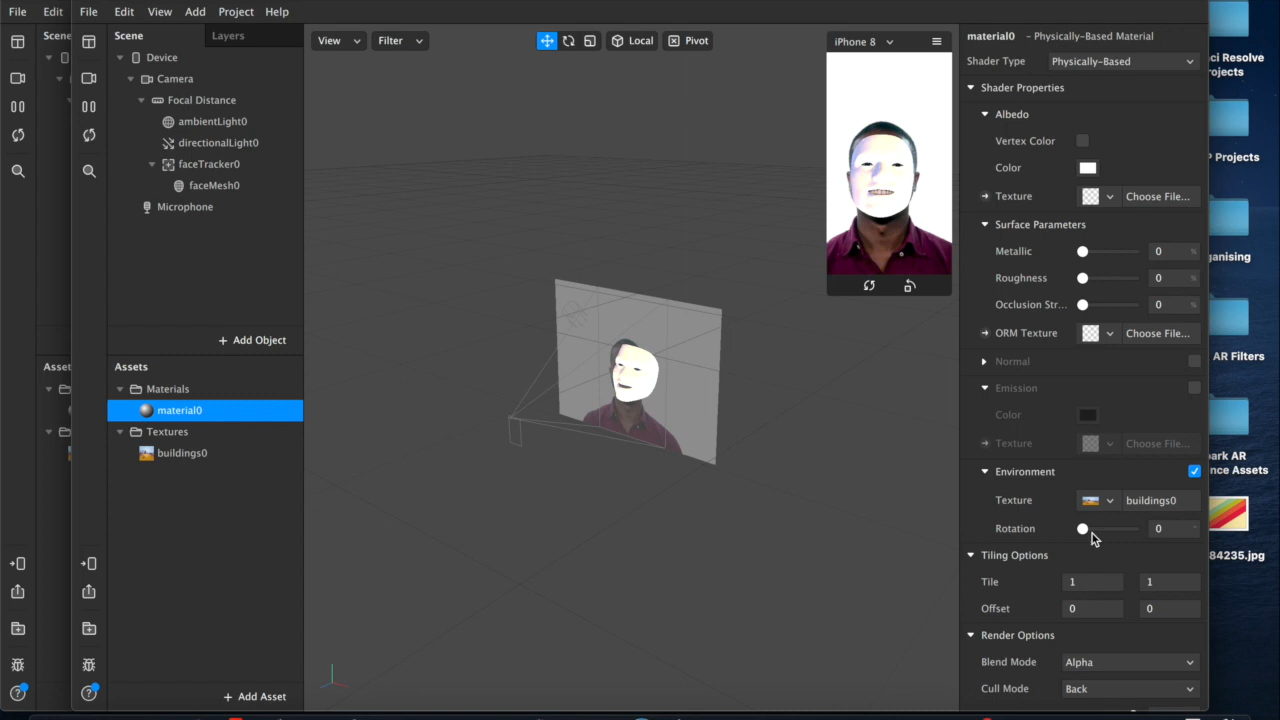 File Edit File Edit View Add Project Help
Scene Scene Layers
View Filter Local Pivot
iPhone 8
material0 - Physically-Based Material
Shader Type Physically-Based
Shader Properties
Albedo
Vertex Color
Color
Texture Choose File...
Surface Parameters
Metallic 0 %
Roughness 0 %
Occlusion Str... 0 %
ORM Texture Choose File...
Normal
Emission
Color
Texture Choose File...
Environment
Texture buildings0
Rotation 0 °
Tiling Options
Tile 1 1
Offset 0 0
Render Options
Blend Mode Alpha
Cull Mode Back
Device
Camera
Focal Distance
ambientLight0
directionalLight0
faceTracker0
faceMesh0
Microphone
+ Add Object
Asset Assets
Materials
material0
Textures
buildings0
+ Add Asset
ci Resolve
rojects
P Projects
ganising
AR Filters
park AR
nce Assets
84235.jpg